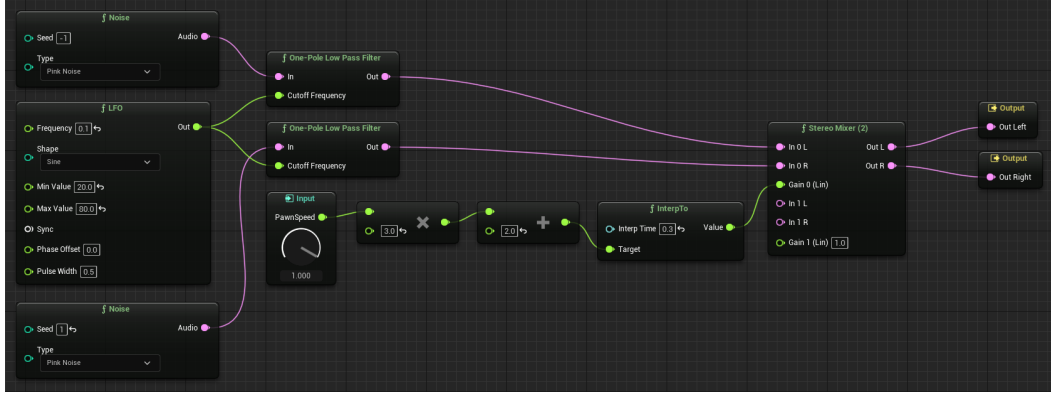 ƒ Noise
Seed -1 Audio
Type
Pink Noise
ƒ LFO
Frequency 0.1 Out
Shape
Sine
Min Value 20.0
Max Value 80.0
Sync
Phase Offset 0.0
Pulse Width 0.5
ƒ Noise
Seed 1 Audio
Type
Pink Noise
ƒ One-Pole Low Pass Filter
In Out
Cutoff Frequency
ƒ One-Pole Low Pass Filter
In Out
Cutoff Frequency
Input
PawnSpeed
1.000
3.0 ×
2.0 +
ƒ InterpTo
Interp Time 0.3 Value
Target
ƒ Stereo Mixer (2)
In 0 L Out L
In 0 R Out R
Gain 0 (Lin)
In 1 L
In 1 R
Gain 1 (Lin) 1.0
Output
Out Left
Output
Out Right